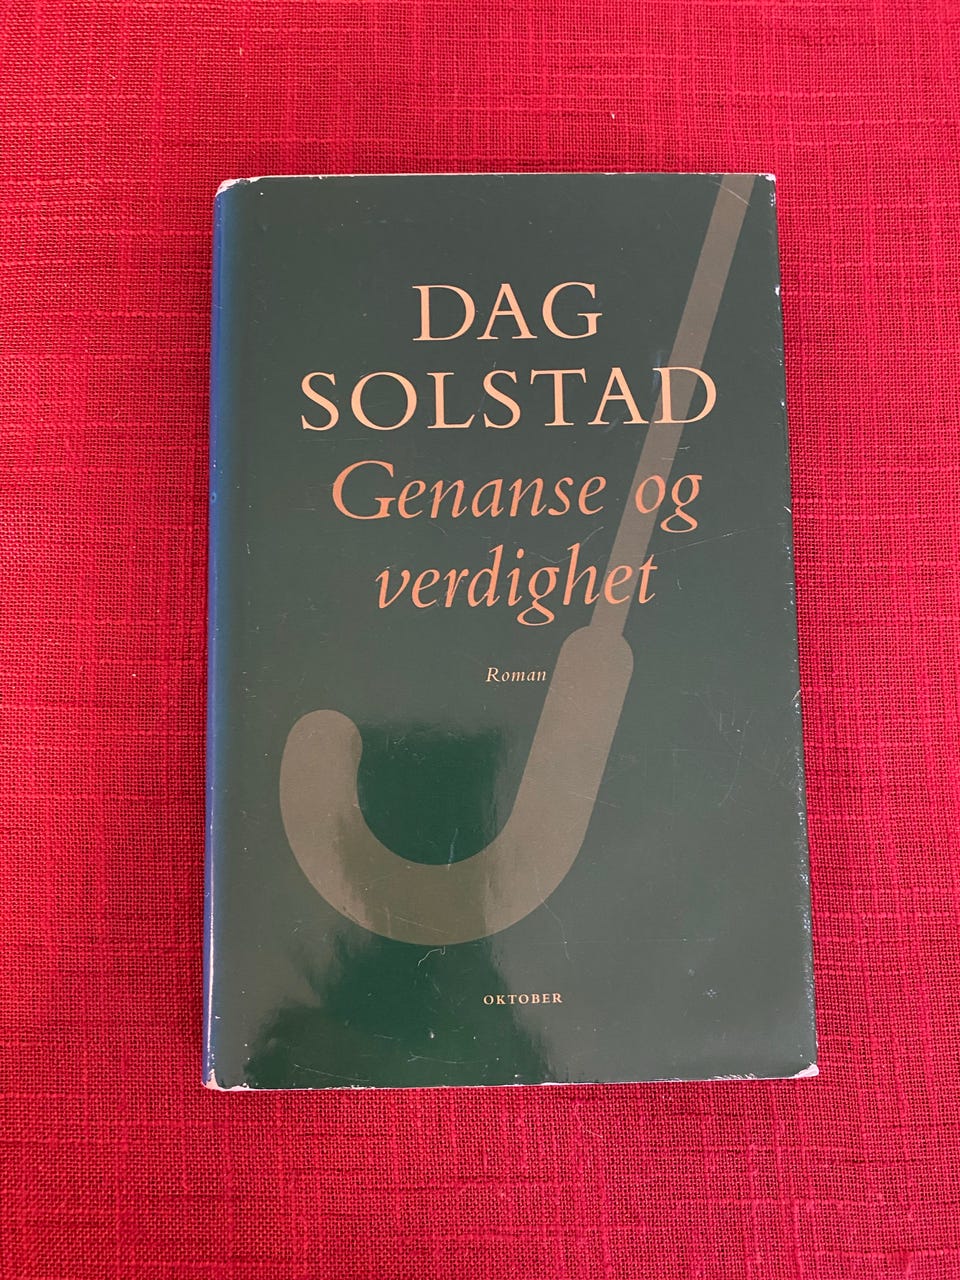 DAG
SOLSTAD
Genanse og
verdighet
Roman
OKTOBER